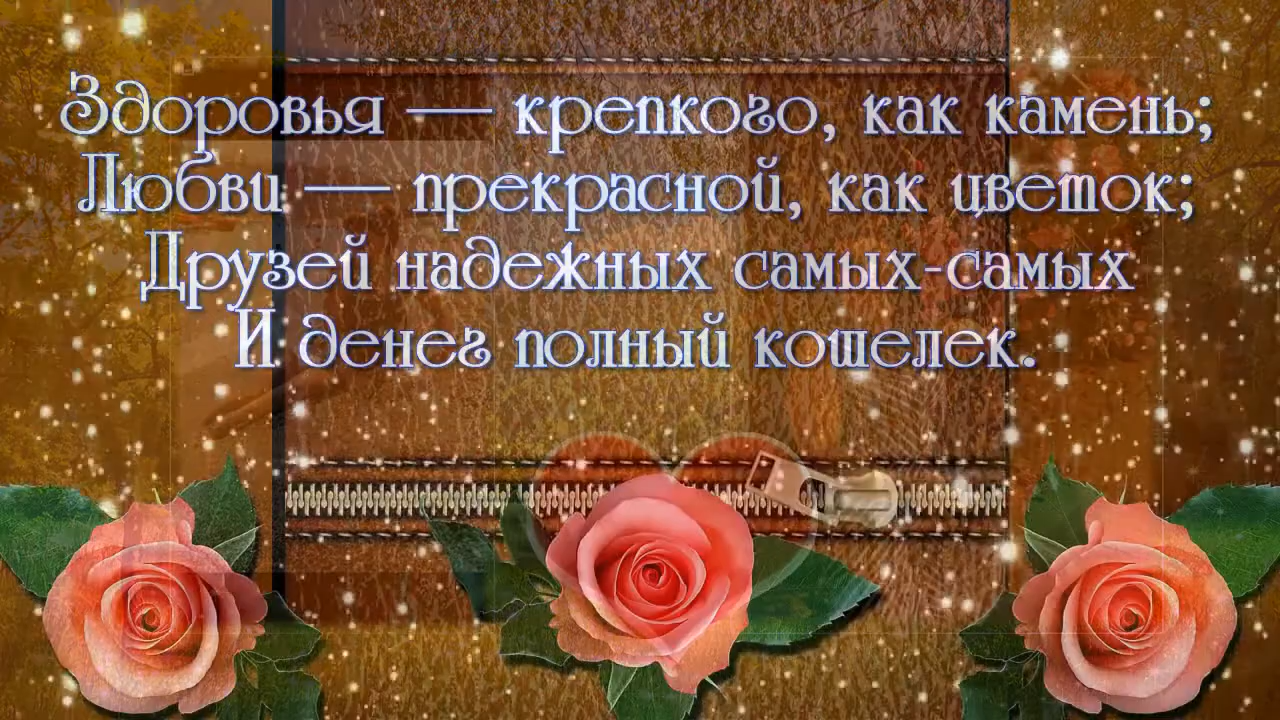 Здоровья — крепкого, как камень;
Любви — прекрасной, как цветок;
Друзей надежных самых-самых
И денег полный кошелек.